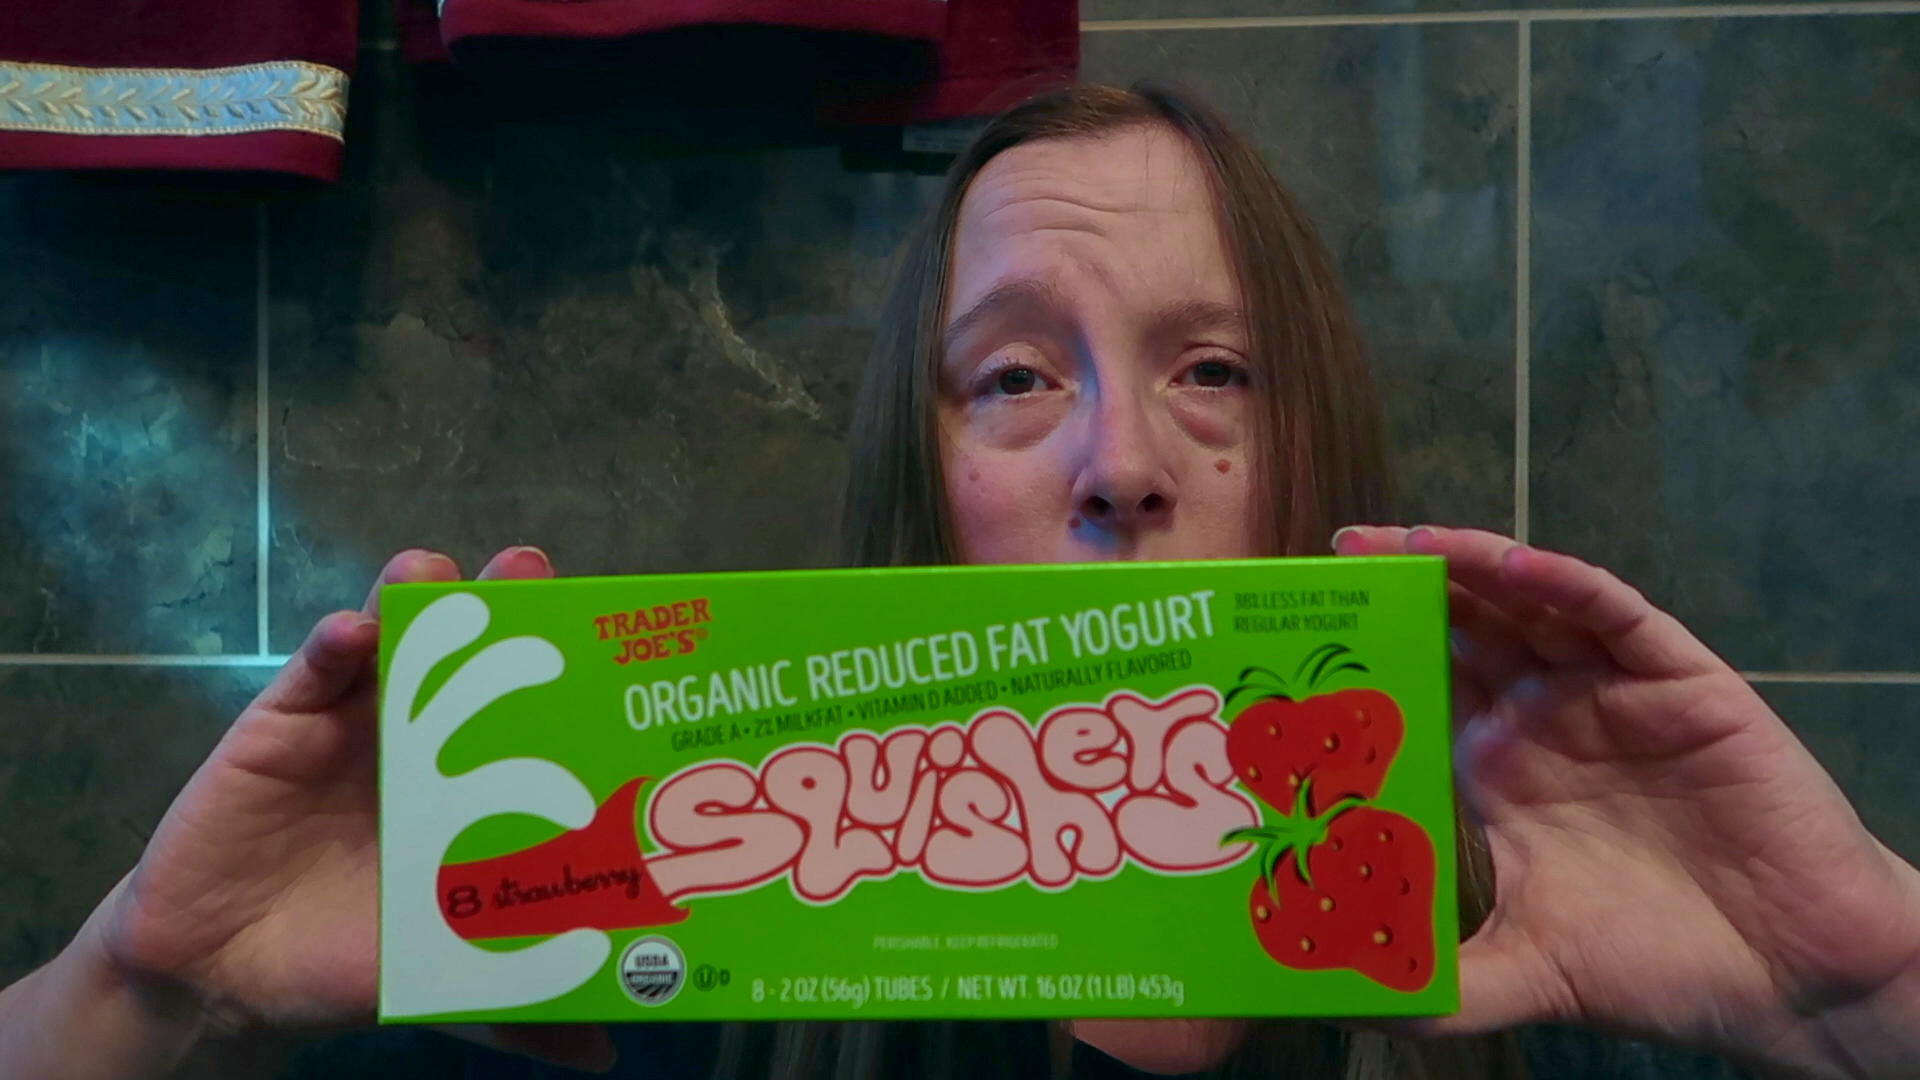 TRADER
JOE'S®
ORGANIC REDUCED FAT YOGURT
38% LESS FAT THAN
REGULAR YOGURT
GRADE A • 2% MILKFAT • VITAMIN D ADDED • NATURALLY FLAVORED
squishers
8 strawberry
PERISHABLE. KEEP REFRIGERATED
USDA
ORGANIC
U D
8 - 2 OZ (56g) TUBES / NET WT. 16 OZ (1 LB) 453g